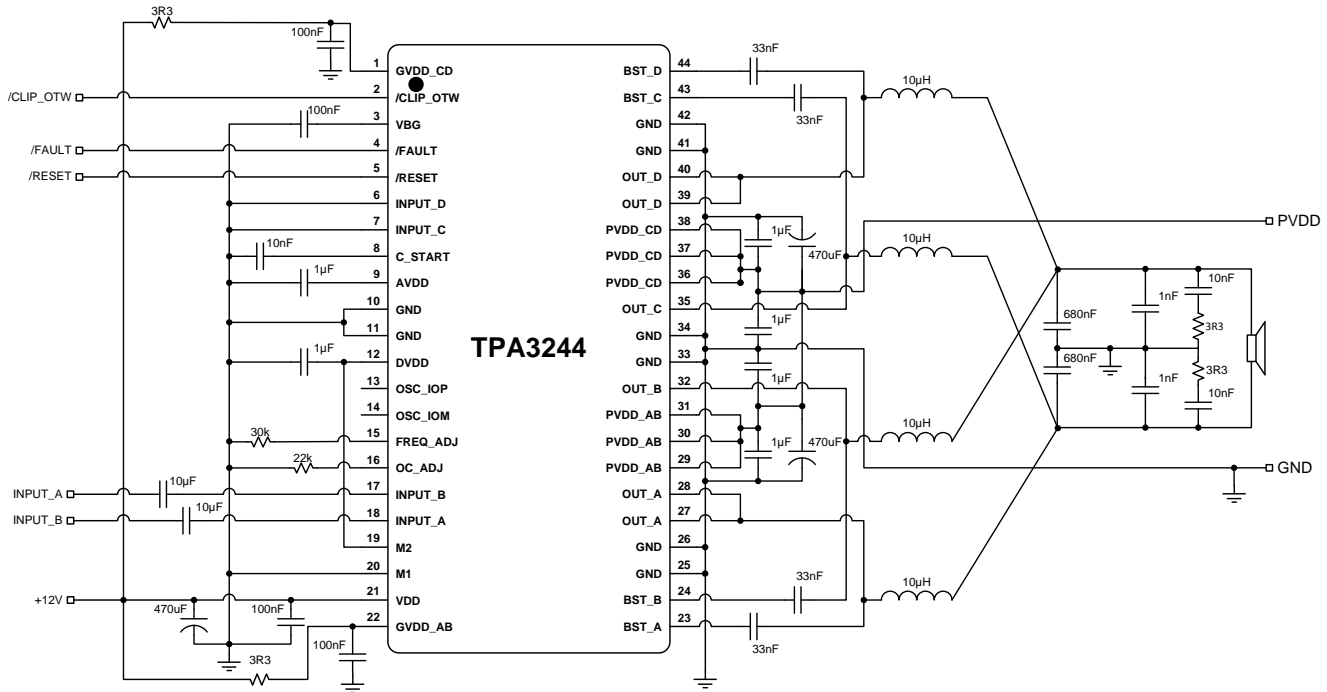 3R3
100nF
1 GVDD_CD
/CLIP_OTW 2 /CLIP_OTW
100nF
3 VBG
/FAULT 4 /FAULT
/RESET 5 /RESET
6 INPUT_D
7 INPUT_C
10nF
8 C_START
1µF
9 AVDD
10 GND
11 GND
1µF
12 DVDD
13 OSC_IOP
14 OSC_IOM
30k
15 FREQ_ADJ
22k
16 OC_ADJ
INPUT_A 10µF 17 INPUT_B
INPUT_B 10µF 18 INPUT_A
19 M2
20 M1
+12V 21 VDD
470uF 100nF
22 GVDD_AB
3R3
100nF
TPA3244
BST_D 44
33nF
BST_C 43
33nF
GND 42
GND 41
OUT_D 40
OUT_D 39
PVDD_CD 38
1µF
PVDD_CD 37
470uF
PVDD_CD 36
OUT_C 35
1µF
GND 34
GND 33
1µF
OUT_B 32
PVDD_AB 31
PVDD_AB 30
1µF
470uF
PVDD_AB 29
OUT_A 28
OUT_A 27
GND 26
GND 25
33nF
BST_B 24
BST_A 23
33nF
10µH
10µH
10µH
10µH
PVDD
680nF
680nF
1nF
1nF
10nF
3R3
3R3
10nF
GND